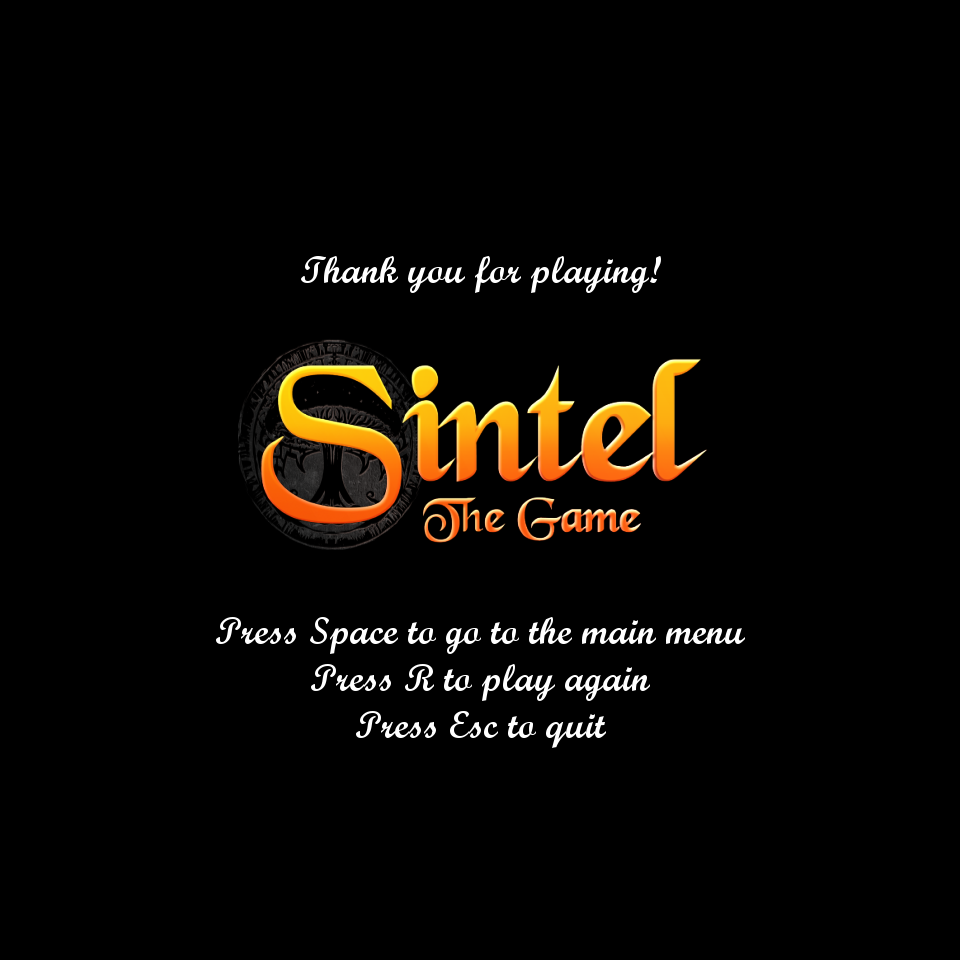 Thank you for playing!
Sintel
The Game
Press Space to go to the main menu
Press R to play again
Press Esc to quit